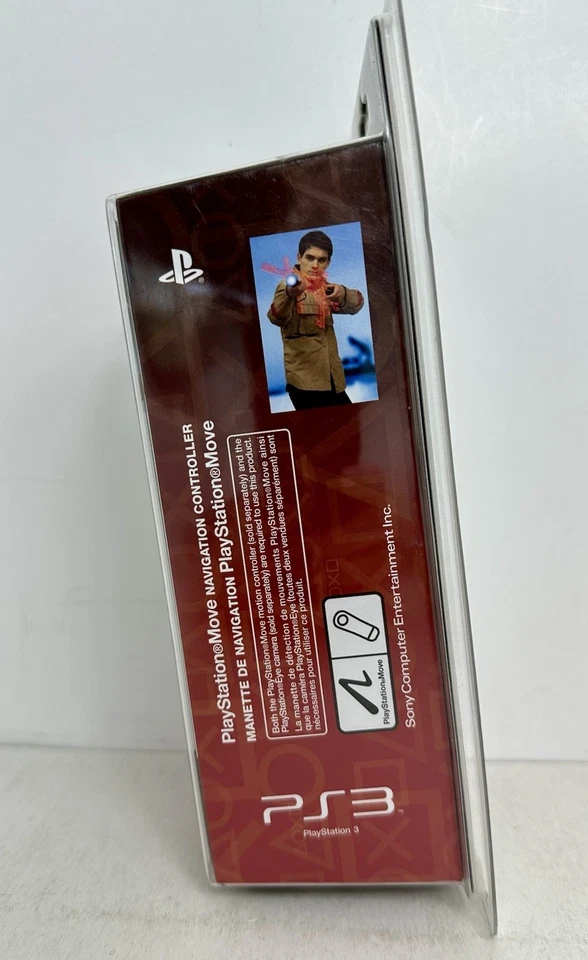 PlayStation®Move NAVIGATION CONTROLLER
MANETTE DE NAVIGATION PlayStation®Move
Both the PlayStation®Move motion controller (sold separately) and the
PlayStation®Eye camera (sold separately) are required to use this product.
La manette de détection de mouvements PlayStation®Move ainsi
que la caméra PlayStation®Eye (toutes deux vendues séparément) sont
nécessaires pour utiliser ce produit.
PlayStation®Move
Sony Computer Entertainment Inc.
PS3™
PlayStation 3